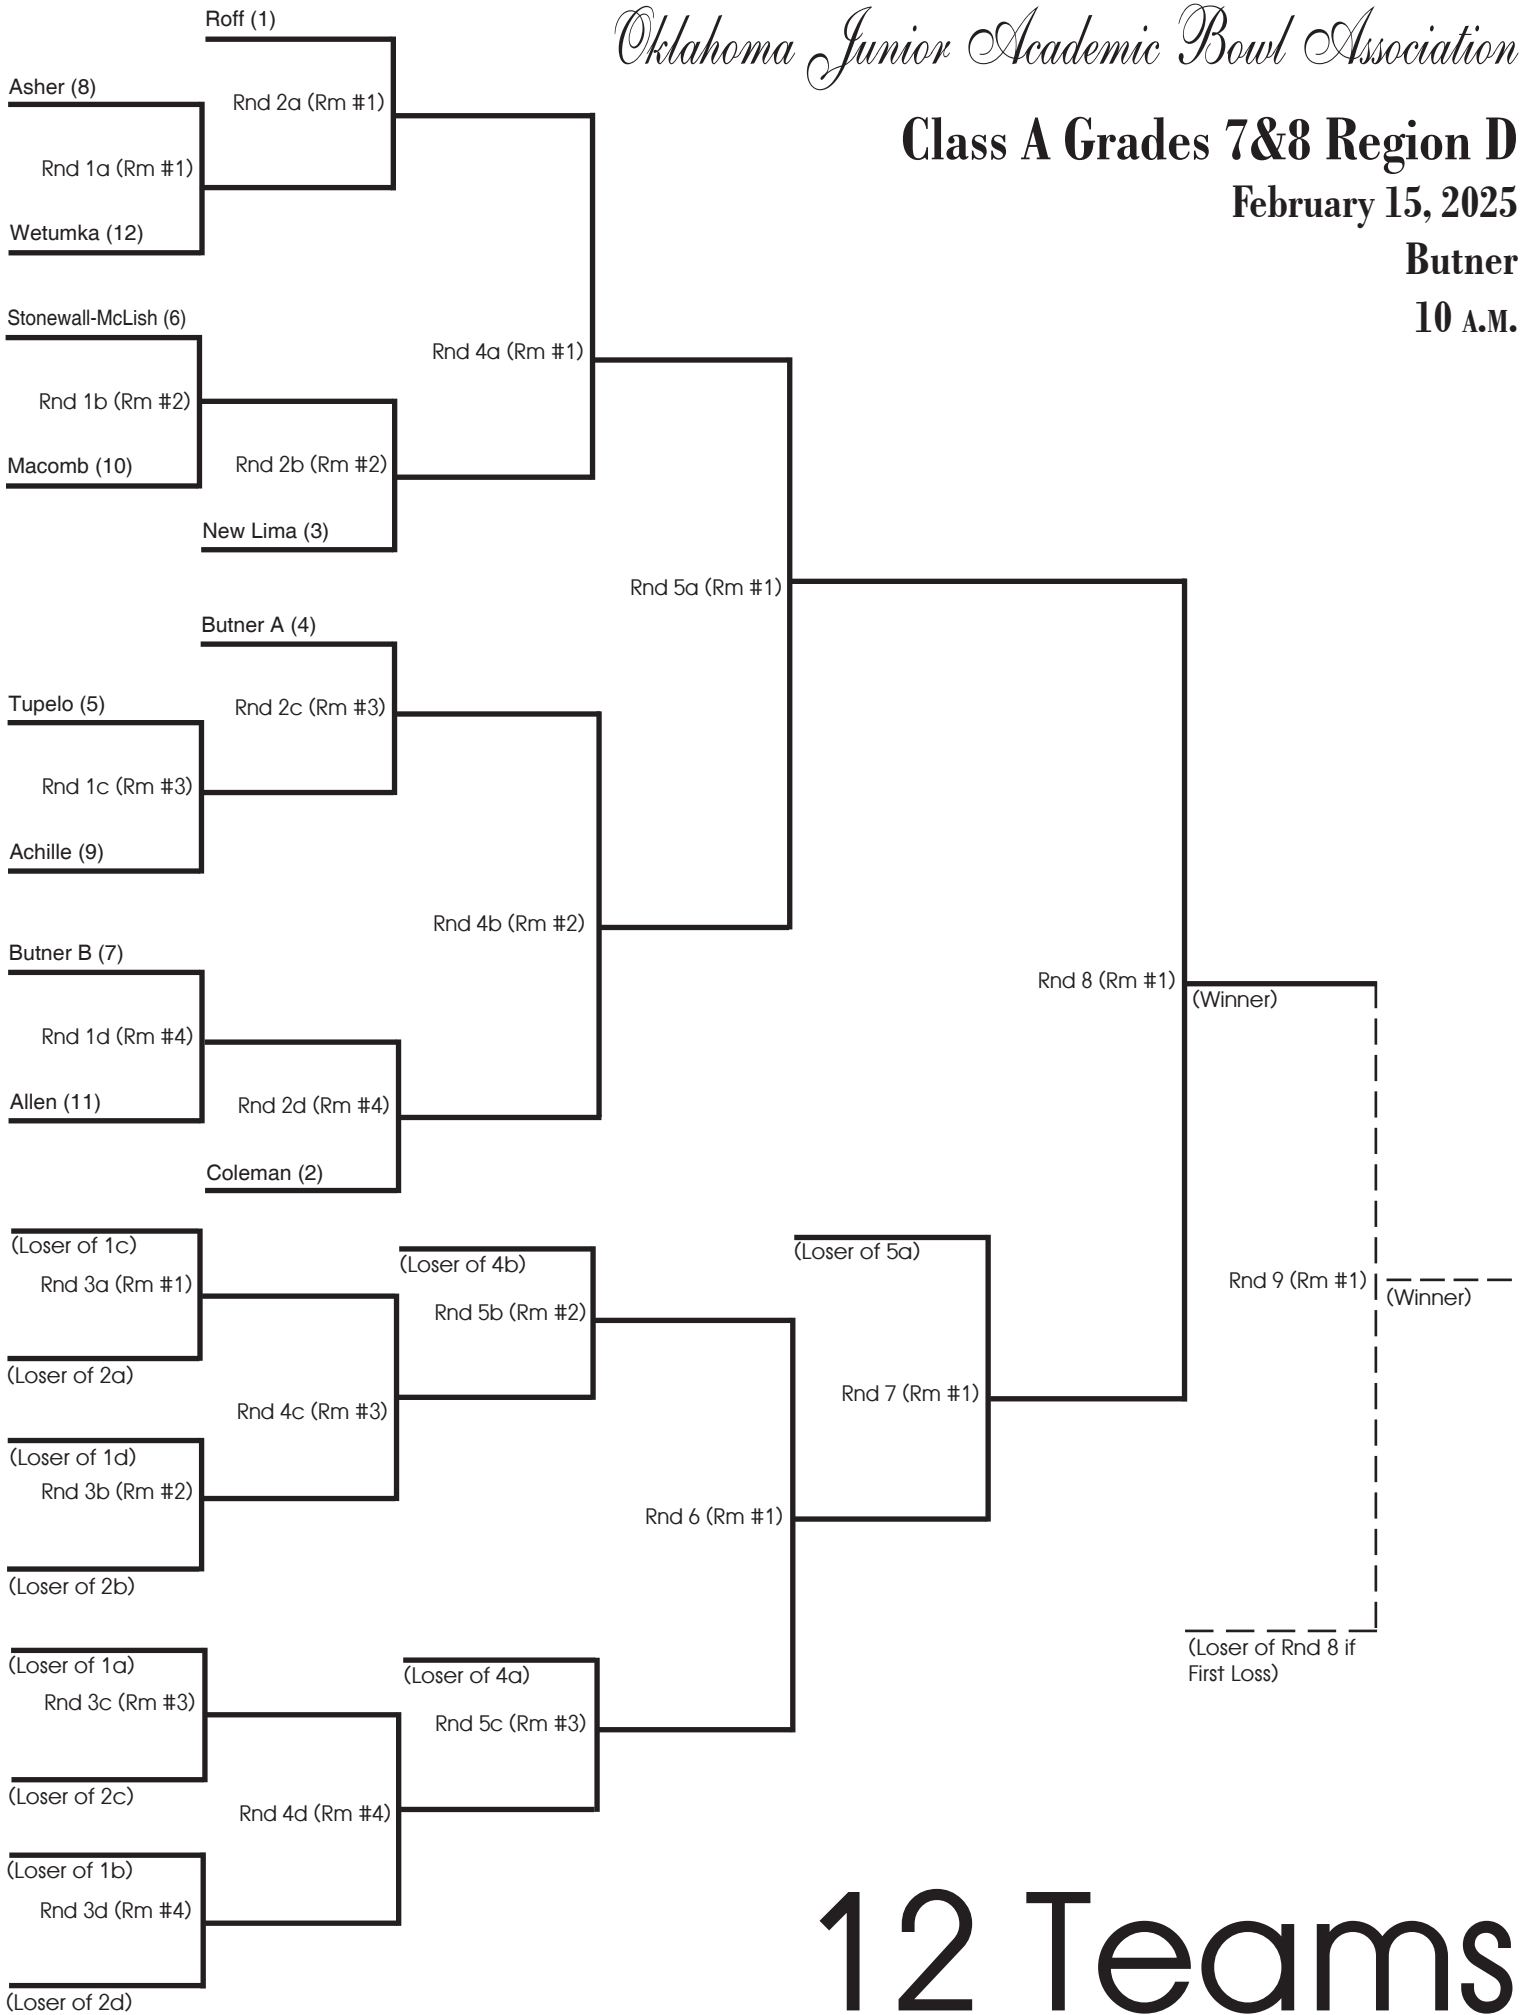 Oklahoma Junior Academic Bowl Association
Class A Grades 7&8 Region D
February 15, 2025
Butner
10 A.M.
Roff (1)
Asher (8)
Rnd 2a (Rm #1)
Rnd 1a (Rm #1)
Wetumka (12)
Stonewall-McLish (6)
Rnd 4a (Rm #1)
Rnd 1b (Rm #2)
Macomb (10)
Rnd 2b (Rm #2)
New Lima (3)
Rnd 5a (Rm #1)
Butner A (4)
Tupelo (5)
Rnd 2c (Rm #3)
Rnd 1c (Rm #3)
Achille (9)
Rnd 4b (Rm #2)
Butner B (7)
Rnd 8 (Rm #1)
(Winner)
Rnd 1d (Rm #4)
Allen (11)
Rnd 2d (Rm #4)
Coleman (2)
(Loser of 1c)
(Loser of 4b)
(Loser of 5a)
Rnd 3a (Rm #1)
Rnd 9 (Rm #1)
(Winner)
Rnd 5b (Rm #2)
(Loser of 2a)
Rnd 7 (Rm #1)
Rnd 4c (Rm #3)
(Loser of 1d)
Rnd 3b (Rm #2)
Rnd 6 (Rm #1)
(Loser of 2b)
(Loser of Rnd 8 if
First Loss)
(Loser of 1a)
(Loser of 4a)
Rnd 3c (Rm #3)
Rnd 5c (Rm #3)
(Loser of 2c)
Rnd 4d (Rm #4)
(Loser of 1b)
Rnd 3d (Rm #4)
(Loser of 2d)
12 Teams